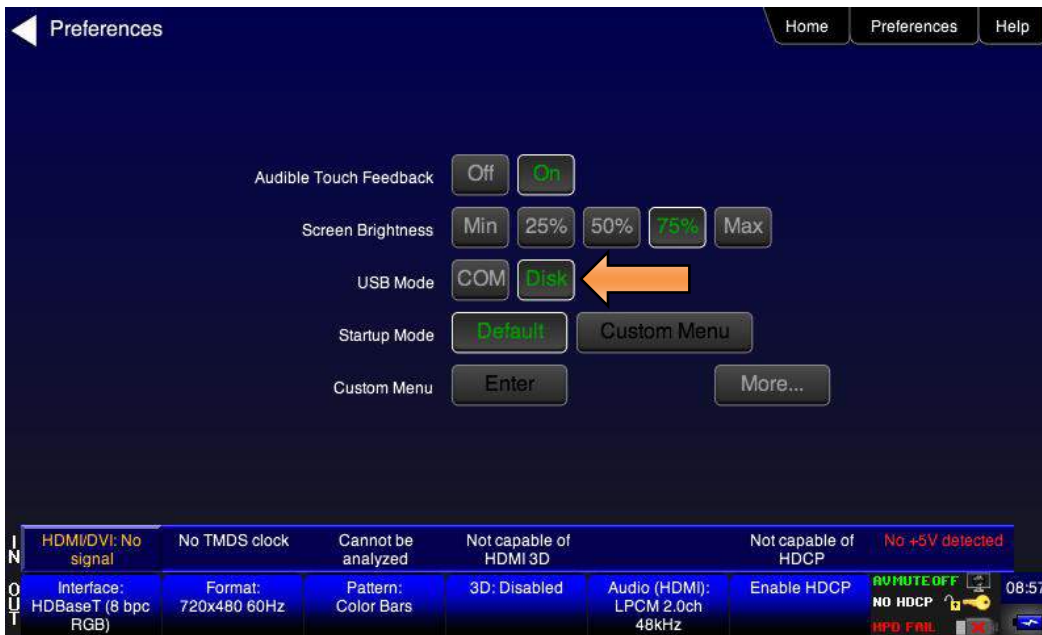 Preferences
Home
Preferences
Help
Audible Touch Feedback
Off
On
Screen Brightness
Min
25%
50%
75%
Max
USB Mode
COM
Disk
Startup Mode
Default
Custom Menu
Custom Menu
Enter
More...
IN
HDMI/DVI: No
signal
No TMDS clock
Cannot be
analyzed
Not capable of
HDMI 3D
Not capable of
HDCP
No +5V detected
OUT
Interface:
HDBaseT (8 bpc
RGB)
Format:
720x480 60Hz
Pattern:
Color Bars
3D: Disabled
Audio (HDMI):
LPCM 2.0ch
48kHz
Enable HDCP
AVMUTEOFF
NO HDCP
HPD FAIL
08:57